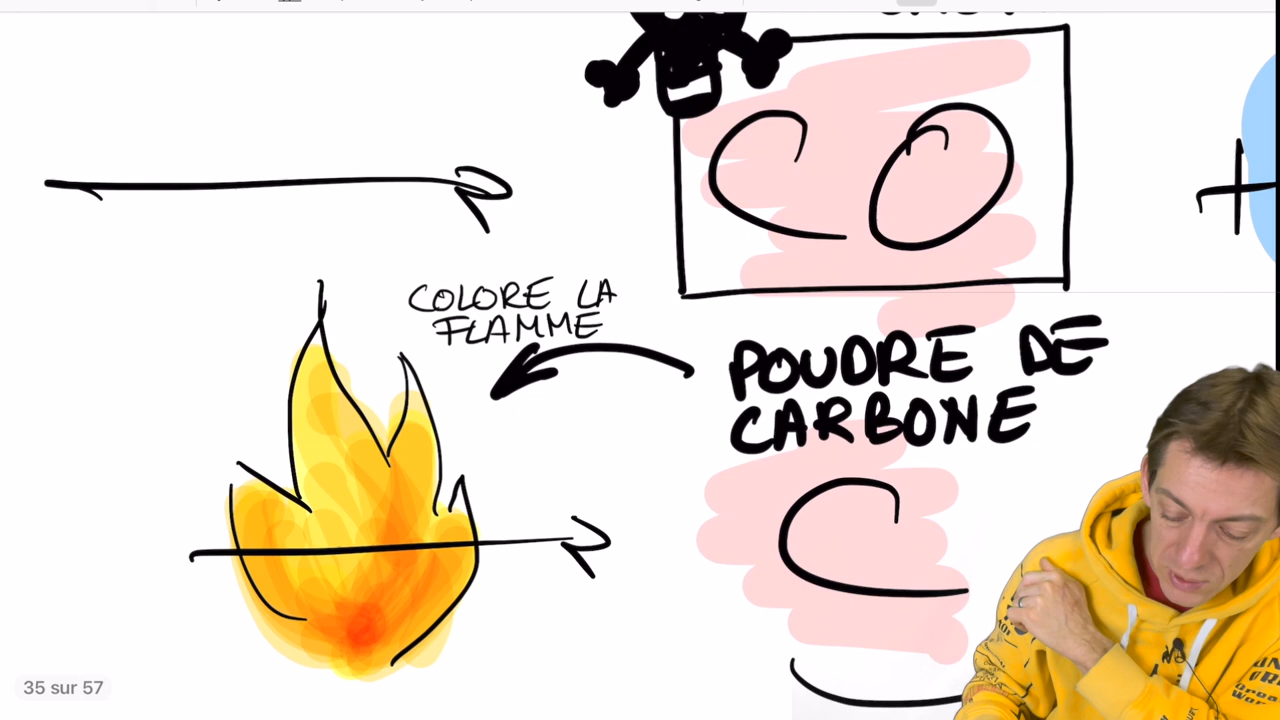 CO
+
COLORE LA
FLAMME
POUDRE DE
CARBONE
C
35 sur 57